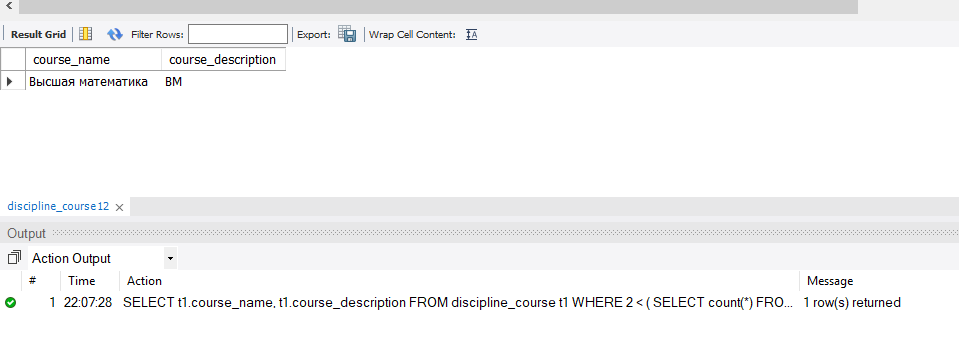 Result Grid Filter Rows: Export: Wrap Cell Content:
course_name course_description
Высшая математика ВМ
discipline_course12
Output
Action Output
# Time Action Message
1 22:07:28 SELECT t1.course_name, t1.course_description FROM discipline_course t1 WHERE 2 < ( SELECT count(*) FRO... 1 row(s) returned